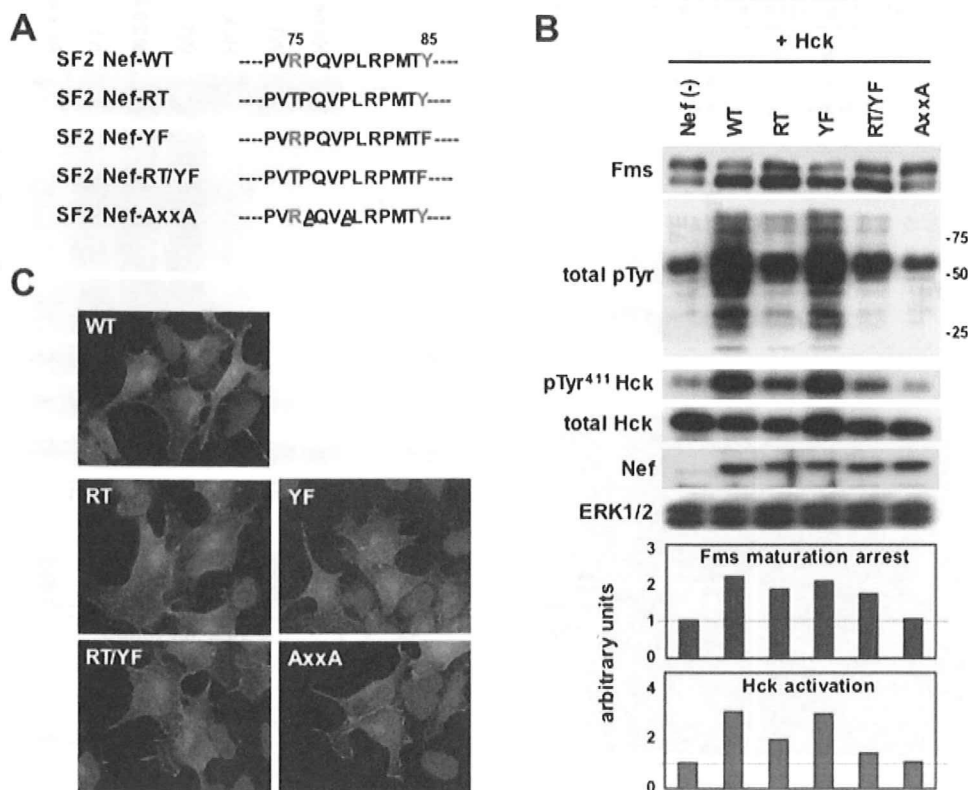 A
75 85
SF2 Nef-WT ----PVRPQVPLRPMTY----
SF2 Nef-RT ----PVTPQVPLRPMTY----
SF2 Nef-YF ----PVRPQVPLRPMTF----
SF2 Nef-RT/YF ----PVTPQVPLRPMTF----
SF2 Nef-AxxA ----PVRAQVALRPMTY----
B
+ Hck
Nef (-) WT RT YF RT/YF AxxA
Fms
total pTyr
-75
-50
-25
pTyr⁴¹¹ Hck
total Hck
Nef
ERK1/2
arbitrary units
3
2
1
0
Fms maturation arrest
4
2
0
Hck activation
C
WT
RT YF
RT/YF AxxA